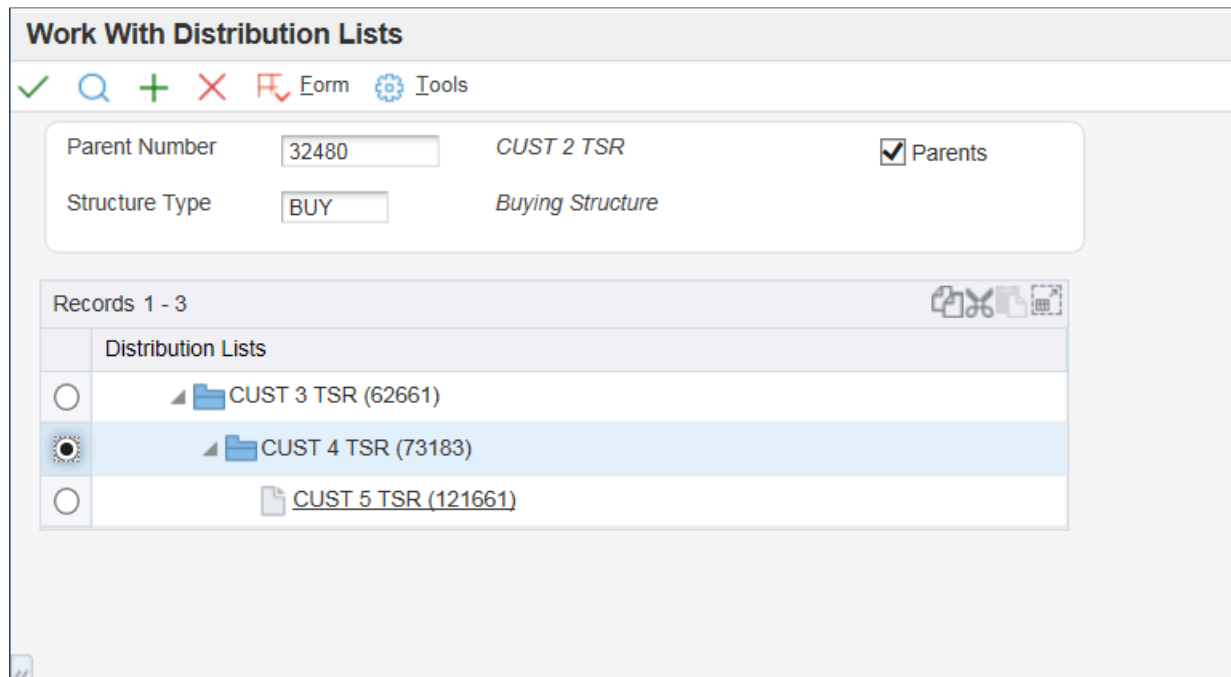 Work With Distribution Lists
Form Tools
Parent Number 32480 CUST 2 TSR Parents
Structure Type BUY Buying Structure
Records 1 - 3
Distribution Lists
CUST 3 TSR (62661)
CUST 4 TSR (73183)
CUST 5 TSR (121661)